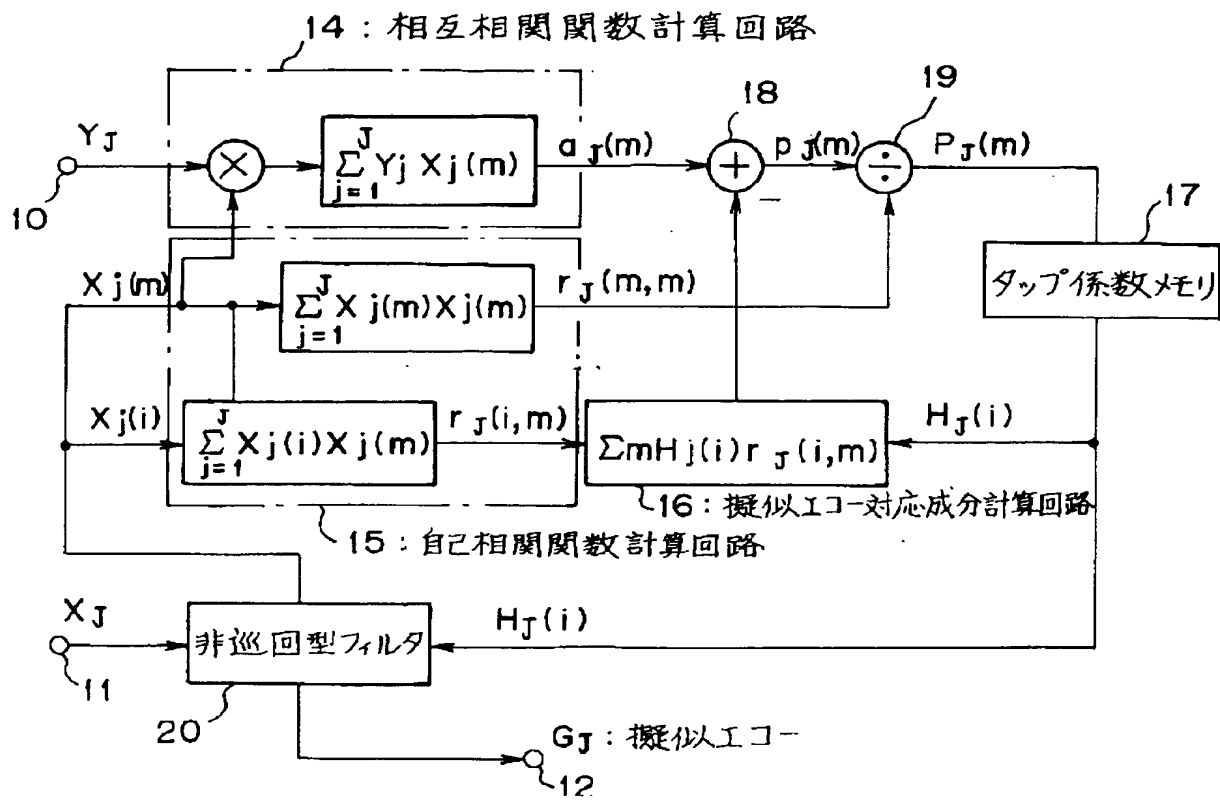 14：相互相関関数計算回路
18
19
Y_J
10
×
J
Σ Yj Xj(m)
j=1
a_J(m)
+
−
p_J(m)
÷
P_J(m)
17
タップ係数メモリ
Xj(m)
J
Σ Xj(m)Xj(m)
j=1
r_J(m,m)
Xj(i)
J
Σ Xj(i)Xj(m)
j=1
r_J(i,m)
ΣmHj(i)r_J(i,m)
H_J(i)
16：擬似エコー対応成分計算回路
15：自己相関関数計算回路
X_J
11
非巡回型フィルタ
20
H_J(i)
G_J：擬似エコー
12